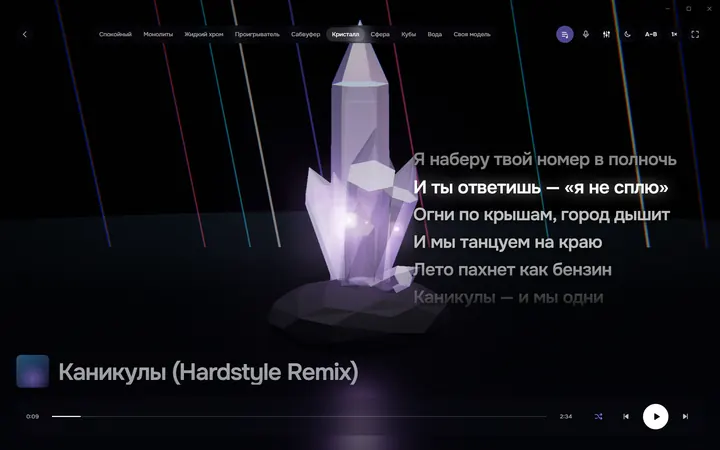 Спокойный Монолиты Жидкий хром Проигрыватель Сабвуфер Кристалл Сфера Кубы Вода Своя модель A–B 1×
Я наберу твой номер в полночь
И ты ответишь — «я не сплю»
Огни по крышам, город дышит
И мы танцуем на краю
Лето пахнет как бензин
Каникулы — и мы одни
Каникулы (Hardstyle Remix)
0:09 2:34